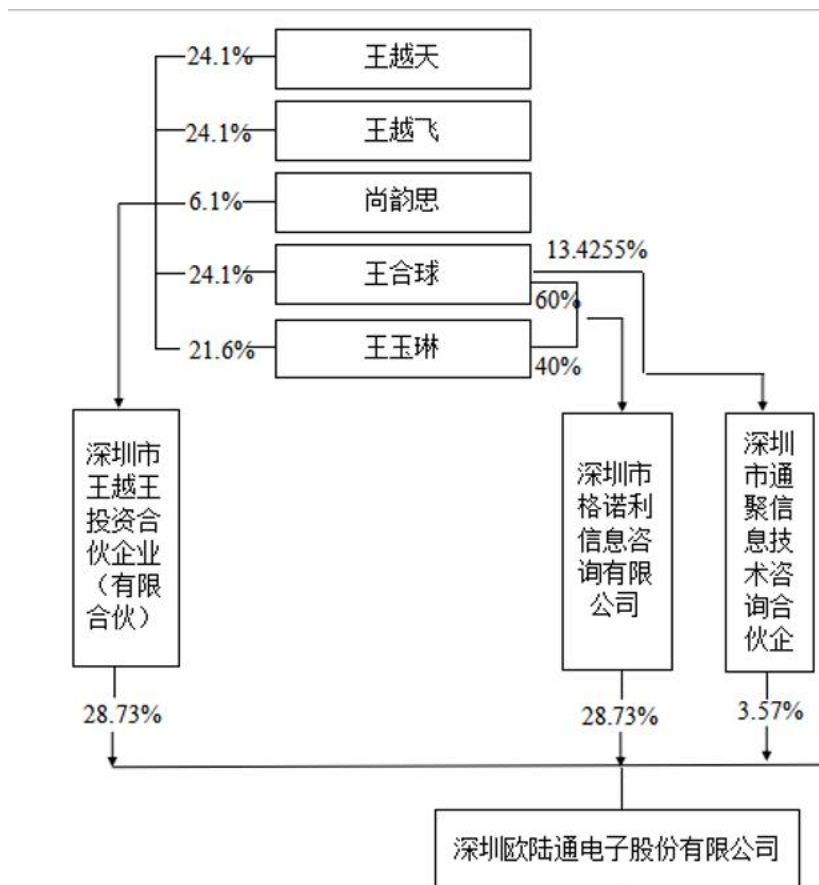 24.1%
王越天
24.1%
王越飞
6.1%
尚韵思
13.4255%
24.1%
王合球
60%
21.6%
王玉琳
40%
深圳市
王越王
投资合
伙企业
（有限
合伙）
深圳市
格诺利
信息咨
询有限
公司
深圳
市通
聚信
息技
术咨
询合
伙企
28.73%
28.73%
3.57%
深圳欧陆通电子股份有限公司